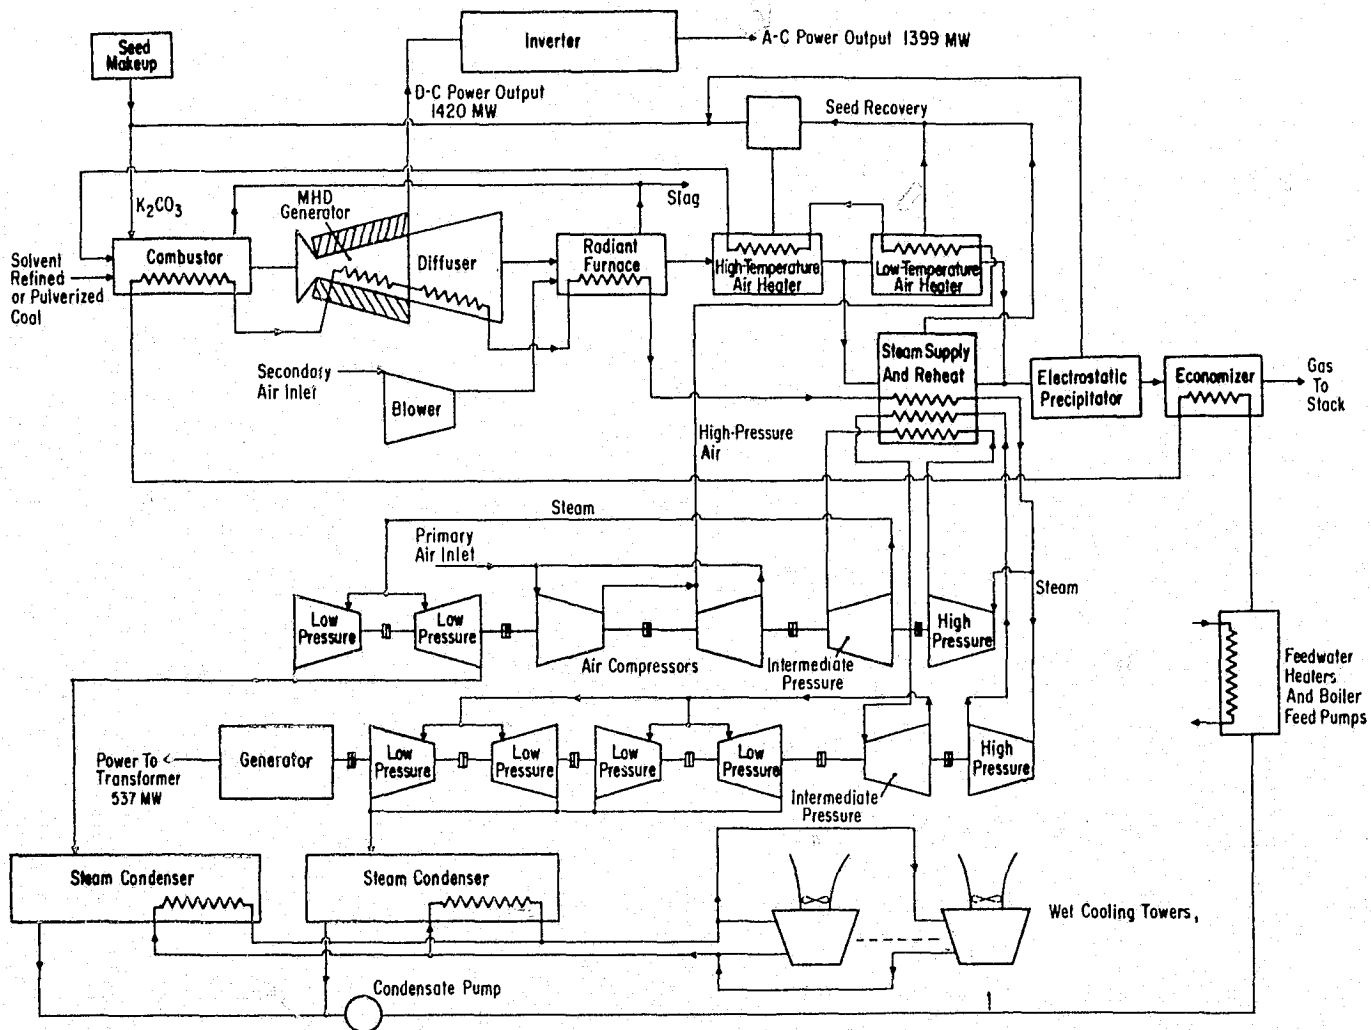 Seed
Makeup
Inverter
A-C Power Output 1399 MW
D-C Power Output
1420 MW
Seed Recovery
K2CO3
MHD
Generator
Slag
Solvent
Refined
or Pulverized
Coal
Combustor
Diffuser
Radiant
Furnace
High-Temperature
Air Heater
Low-Temperature
Air Heater
Secondary
Air Inlet
Blower
Steam Supply
And Reheat
Electrostatic
Precipitator
Economizer
Gas
To
Stack
High-Pressure
Air
Steam
Primary
Air Inlet
Steam
Low
Pressure
Low
Pressure
Air Compressors
Intermediate
Pressure
High
Pressure
Feedwater
Heaters
And Boiler
Feed Pumps
Power To
Transformer
537 MW
Generator
Low
Pressure
Low
Pressure
Low
Pressure
Low
Pressure
Intermediate
Pressure
High
Pressure
Steam Condenser
Steam Condenser
Wet Cooling Towers,
Condensate Pump